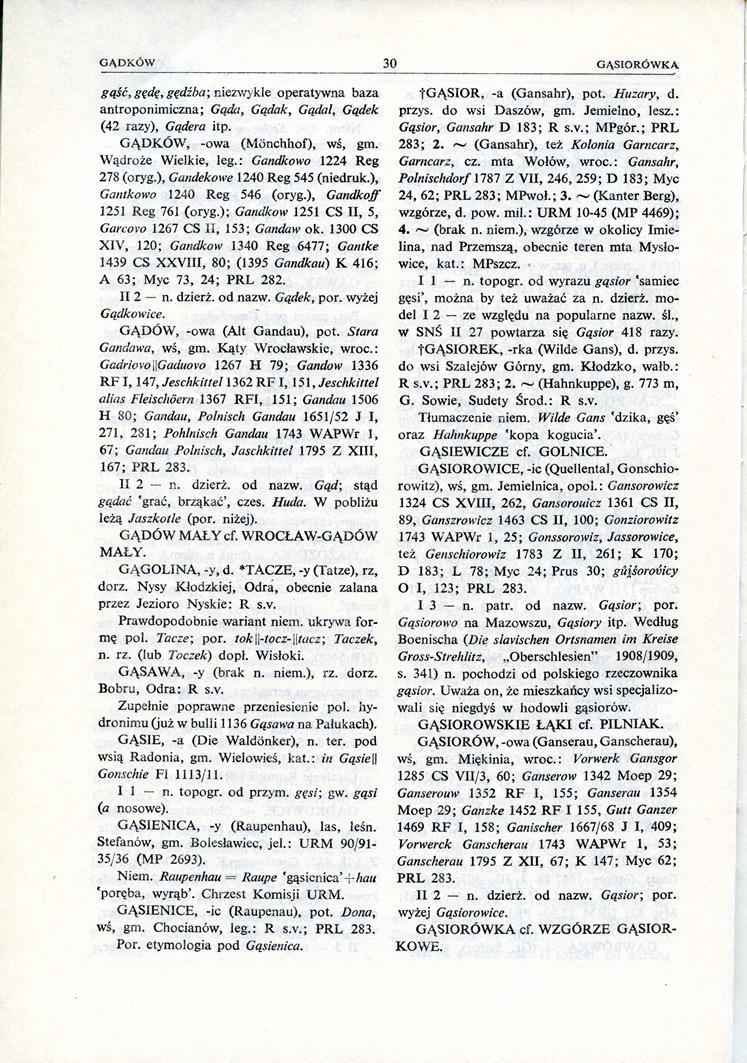 GĄDKÓW 30 GĄSIORÓWKA
gąść, gędę, gędźba; niezwykle operatywna baza
antroponimiczna; Gąda, Gądak, Gądal, Gądek
(42 razy), Gądera itp.
GĄDKÓW, -owa (Mönchhof), wś, gm.
Wądroże Wielkie, leg.: Gandkowo 1224 Reg
278 (oryg.), Gandekowe 1240 Reg 545 (niedruk.),
Gantkowo 1240 Reg 546 (oryg.), Gandkoff
1251 Reg 761 (oryg.); Gandkow 1251 CS II, 5,
Garcovo 1267 CS II, 153; Gandaw ok. 1300 CS
XIV, 120; Gandkow 1340 Reg 6477; Gantke
1439 CS XXVIII, 80; (1395 Gandkau) K 416;
A 63; Myc 73, 24; PRL 282.
II 2 — n. dzierż. od nazw. Gądek, por. wyżej
Gądkowice.
GĄDÓW, -owa (Alt Gandau), pot. Stara
Gandawa, wś, gm. Kąty Wrocławskie, wroc.:
Gadriovo||Gaduovo 1267 H 79; Gandow 1336
RF I, 147, Jeschkittel 1362 RF I, 151, Jeschkittel
alias Fleischöern 1367 RFI, 151; Gandau 1506
H 80; Gandau, Polnisch Gandau 1651/52 J I,
271, 281; Pohlnisch Gandau 1743 WAPWr 1,
67; Gandau Polnisch, Jaschkittel 1795 Z XIII,
167; PRL 283.
II 2 — n. dzierż. od nazw. Gąd; stąd
gądać ‘grać, brząkać’, czes. Huda. W pobliżu
leżą Jaszkotle (por. niżej).
GĄDÓW MAŁY cf. WROCŁAW-GĄDÓW
MAŁY.
GĄGOLINA, -y, d. *TACZE, -y (Tatze), rz,
dorz. Nysy Kłodzkiej, Odra, obecnie zalana
przez Jezioro Nyskie: R s.v.
Prawdopodobnie wariant niem. ukrywa for-
mę pol. Tacze; por. tok||-tocz-||tacz; Taczek,
n. rz. (lub Toczek) dopł. Wisłoki.
GĄSAWA, -y (brak n. niem.), rz. dorz.
Bobru, Odra: R s.v.
Zupełnie poprawne przeniesienie pol. hy-
dronimu (już w bulli 1136 Gąsawa na Pałukach).
GĄSIE, -a (Die Waldönker), n. ter. pod
wsią Radonia, gm. Wielowieś, kat.: in Gąsie||
Gonschie Fl 1113/11.
I 1 — n. topogr. od przym. gęsi; gw. gąsi
(a nosowe).
GĄSIENICA, -y (Raupenhau), las, leśn.
Stefanów, gm. Bolesławiec, jel.: URM 90/91-
35/36 (MP 2693).
Niem. Raupenhau = Raupe ‘gąsienica’+hau
‘poręba, wyrąb’. Chrzest Komisji URM.
GĄSIENICE, -ic (Raupenau), pot. Dona,
wś, gm. Chocianów, leg.: R s.v.; PRL 283.
Por. etymologia pod Gąsienica.
†GĄSIOR, -a (Gansahr), pot. Huzary, d.
przys. do wsi Daszów, gm. Jemielno, lesz.:
Gąsior, Gansahr D 183; R s.v.; MPgór.; PRL
283; 2. ~ (Gansahr), też Kolonia Garncarz,
Garncarz, cz. mta Wołów, wroc.: Gansahr,
Polnischdorf 1787 Z VII, 246, 259; D 183; Myc
24, 62; PRL 283; MPwoł.; 3. ~ (Kanter Berg),
wzgórze, d. pow. mil.: URM 10-45 (MP 4469);
4. ~ (brak n. niem.), wzgórze w okolicy Imie-
lina, nad Przemszą, obecnie teren mta Mysło-
wice, kat.: MPszcz.
I 1 — n. topogr. od wyrazu gąsior ‘samiec
gęsi’, można by też uważać za n. dzierż. mo-
del I 2 — ze względu na popularne nazw. śl.,
w SNŚ II 27 powtarza się Gąsior 418 razy.
†GĄSIOREK, -rka (Wilde Gans), d. przys.
do wsi Szalejów Górny, gm. Kłodzko, wałb.:
R s.v.; PRL 283; 2. ~ (Hahnkuppe), g. 773 m,
G. Sowie, Sudety Środ.: R s.v.
Tłumaczenie niem. Wilde Gans ‘dzika, gęś’
oraz Hahnkuppe ‘kopa kogucia’.
GĄSIEWICZE cf. GOLNICE.
GĄSIOROWICE, -ic (Quellental, Gonschio-
rowitz), wś, gm. Jemielnica, opol.: Gansorowicz
1324 CS XVIII, 262, Gansorouicz 1361 CS II,
89, Ganszrowicz 1463 CS II, 100; Gonziorowitz
1743 WAPWr 1, 25; Gonssorowiz, Jassorowice,
też Genschiorowiz 1783 Z II, 261; K 170;
D 183; L 78; Myc 24; Prus 30;
O I, 123; PRL 283.
I 3 — n. patr. od nazw. Gąsior; por.
Gąsiorowo na Mazowszu, Gąsiory itp. Według
Boenischa (Die slavischen Ortsnamen im Kreise
Gross-Strehlitz, „Oberschlesien” 1908/1909,
s. 341) n. pochodzi od polskiego rzeczownika
gąsior. Uważa on, że mieszkańcy wsi specjalizo-
wali się niegdyś w hodowli gąsiorów.
GĄSIOROWSKIE ŁĄKI cf. PILNIAK.
GĄSIORÓW, -owa (Ganserau, Ganscherau),
wś, gm. Miękinia, wroc.: Vorwerk Gansgor
1285 CS VII/3, 60; Ganserow 1342 Moep 29;
Ganserouw 1352 RF I, 155; Ganserau 1354
Moep 29; Ganzke 1452 RF I 155, Gutt Ganzer
1469 RF I, 158; Ganischer 1667/68 J I, 409;
Vorwerck Ganscherau 1743 WAPWr 1, 53;
Ganscherau 1795 Z XII, 67; K 147; Myc 62;
PRL 283.
II 2 — n. dzierż. od nazw. Gąsior; por.
wyżej Gąsiorowice.
GĄSIORÓWKA cf. WZGÓRZE GĄSIOR-
KOWE.